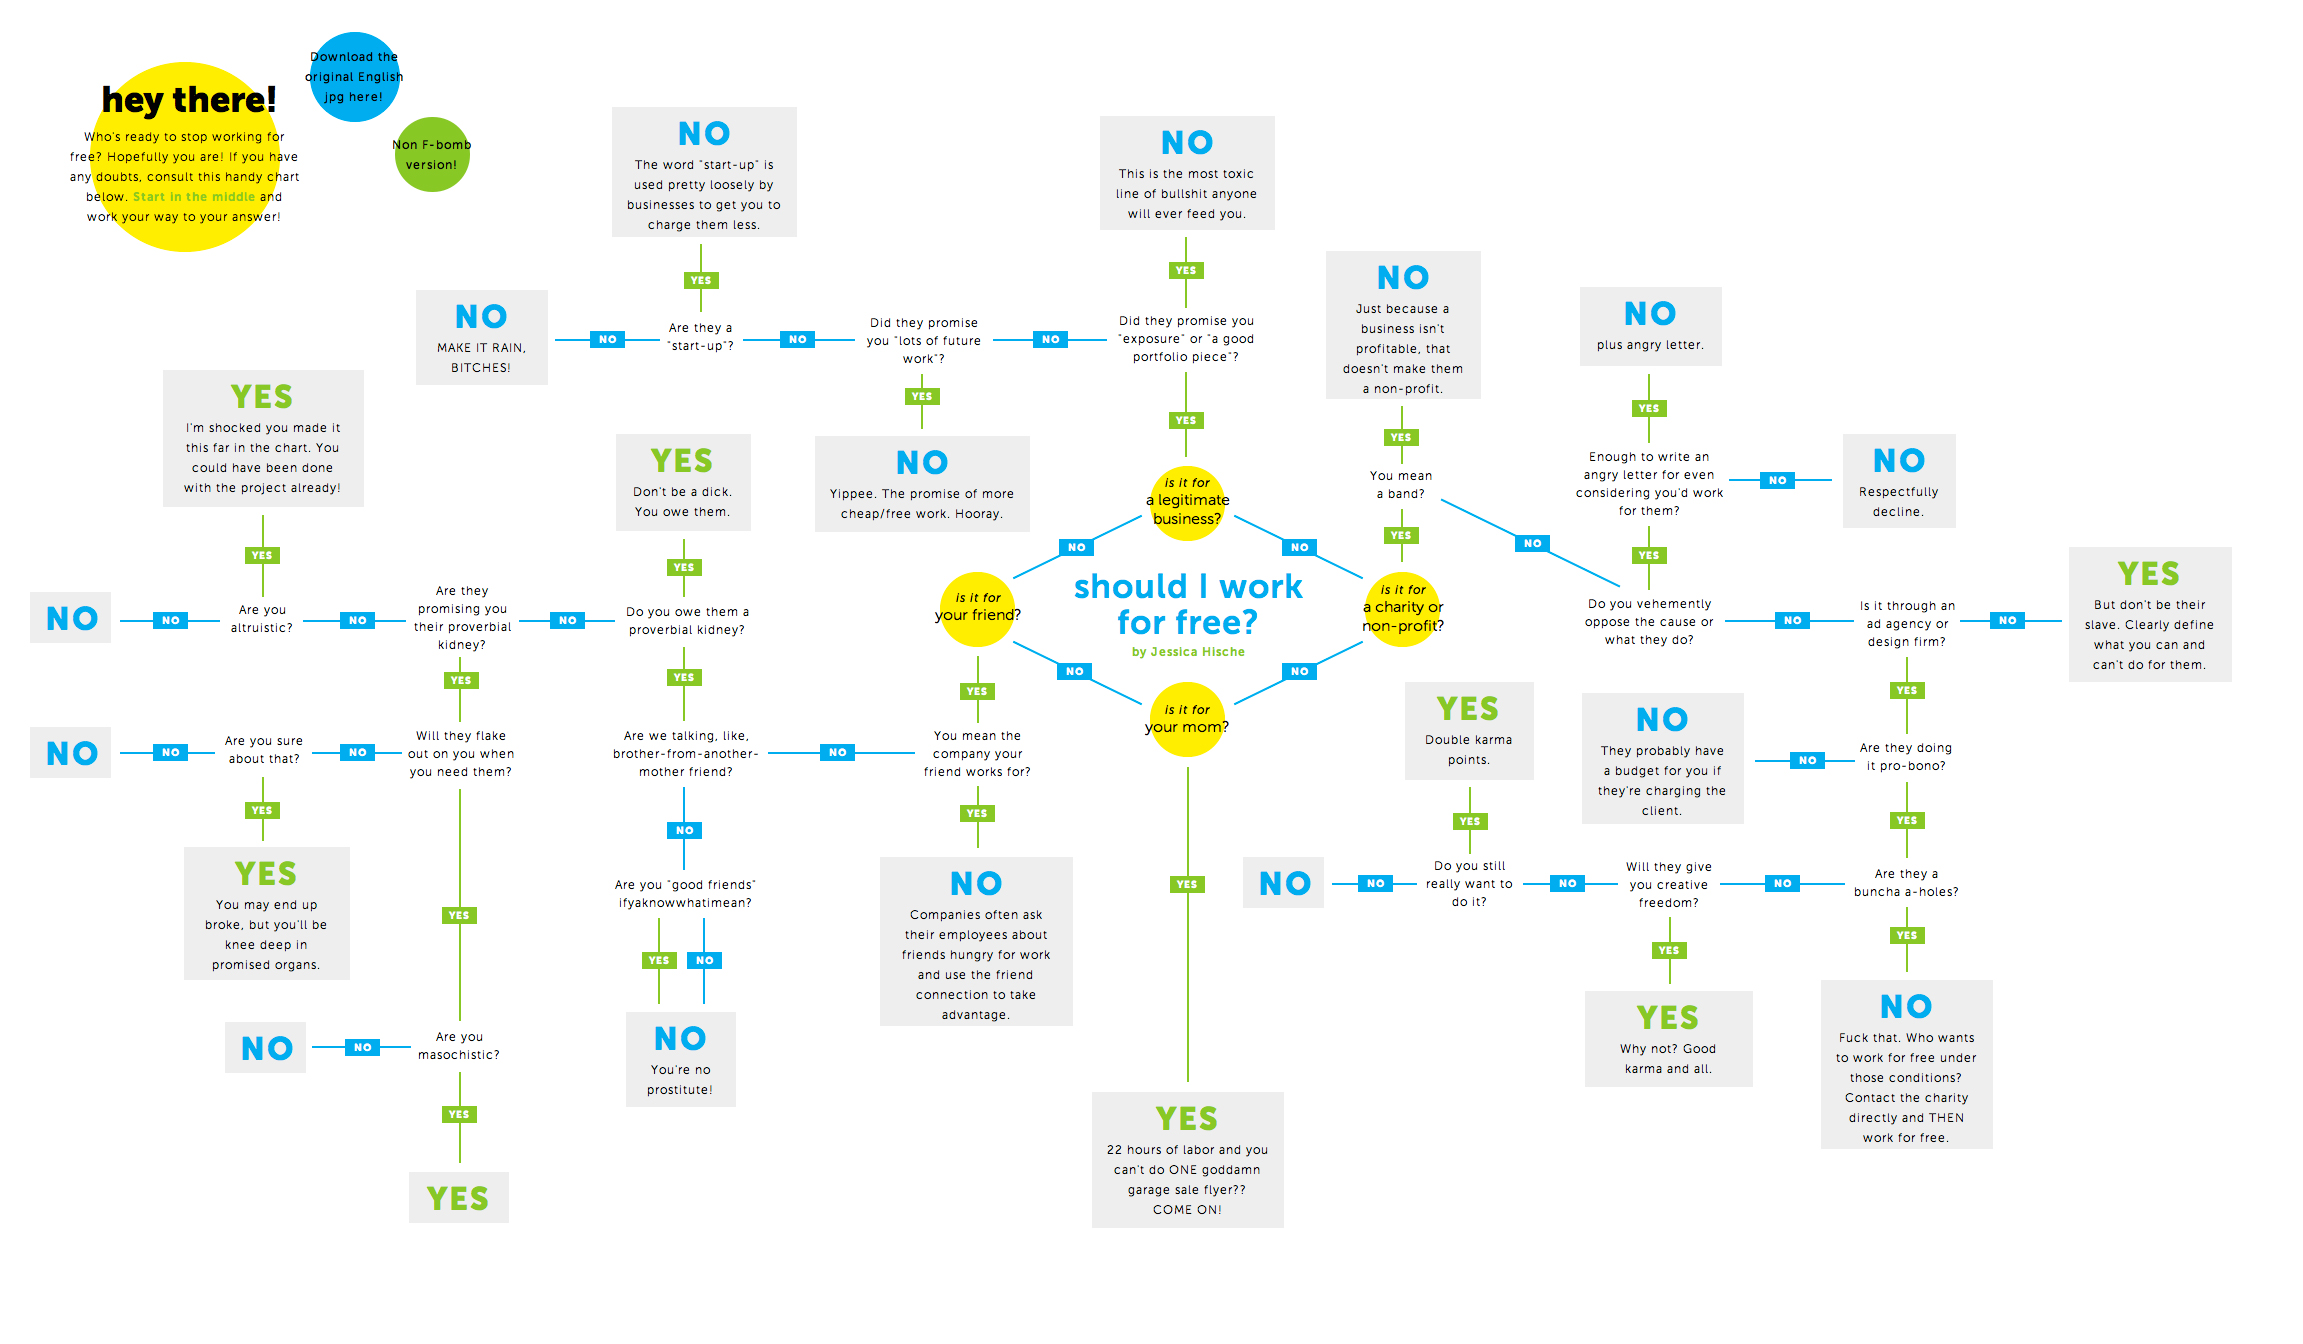 hey there!
Who's ready to stop working for
free? Hopefully you are! If you have
any doubts, consult this handy chart
below. Start in the middle and
work your way to your answer!
Download the
original English
jpg here!
Non F-bomb
version!
NO
The word "start-up" is
used pretty loosely by
businesses to get you to
charge them less.
YES
NO
MAKE IT RAIN,
BITCHES!
NO
Are they a
"start-up"?
NO
Did they promise
you "lots of future
work"?
NO
Did they promise you
"exposure" or "a good
portfolio piece"?
YES
NO
This is the most toxic
line of bullshit anyone
will ever feed you.
YES
NO
Yippee. The promise of more
cheap/free work. Hooray.
YES
is it for
a legitimate
business?
NO
NO
should I work
for free?
by Jessica Hische
is it for
your friend?
is it for
a charity or
non-profit?
NO
NO
is it for
your mom?
YES
YES
22 hours of labor and you
can't do ONE goddamn
garage sale flyer??
COME ON!
YES
You mean the
company your
friend works for?
YES
NO
Companies often ask
their employees about
friends hungry for work
and use the friend
connection to take
advantage.
NO
Are we talking, like,
brother-from-another-
mother friend?
NO
Are you "good friends"
ifyaknowwhatimean?
YES
NO
NO
You're no
prostitute!
YES
Do you owe them a
proverbial kidney?
YES
YES
Don't be a dick.
You owe them.
NO
Are they
promising you
their proverbial
kidney?
NO
Are you
altruistic?
NO
NO
YES
YES
I'm shocked you made it
this far in the chart. You
could have been done
with the project already!
YES
Will they flake
out on you when
you need them?
NO
Are you sure
about that?
NO
NO
YES
YES
You may end up
broke, but you'll be
knee deep in
promised organs.
YES
Are you
masochistic?
NO
NO
YES
YES
YES
You mean
a band?
YES
NO
Just because a
business isn't
profitable, that
doesn't make them
a non-profit.
NO
Do you vehemently
oppose the cause or
what they do?
YES
Enough to write an
angry letter for even
considering you'd work
for them?
YES
NO
plus angry letter.
NO
NO
Respectfully
decline.
NO
Is it through an
ad agency or
design firm?
NO
YES
But don't be their
slave. Clearly define
what you can and
can't do for them.
YES
Are they doing
it pro-bono?
NO
NO
They probably have
a budget for you if
they're charging the
client.
YES
Are they a
buncha a-holes?
YES
NO
Fuck that. Who wants
to work for free under
those conditions?
Contact the charity
directly and THEN
work for free.
NO
Will they give
you creative
freedom?
YES
YES
Why not? Good
karma and all.
NO
Do you still
really want to
do it?
YES
YES
Double karma
points.
NO
NO